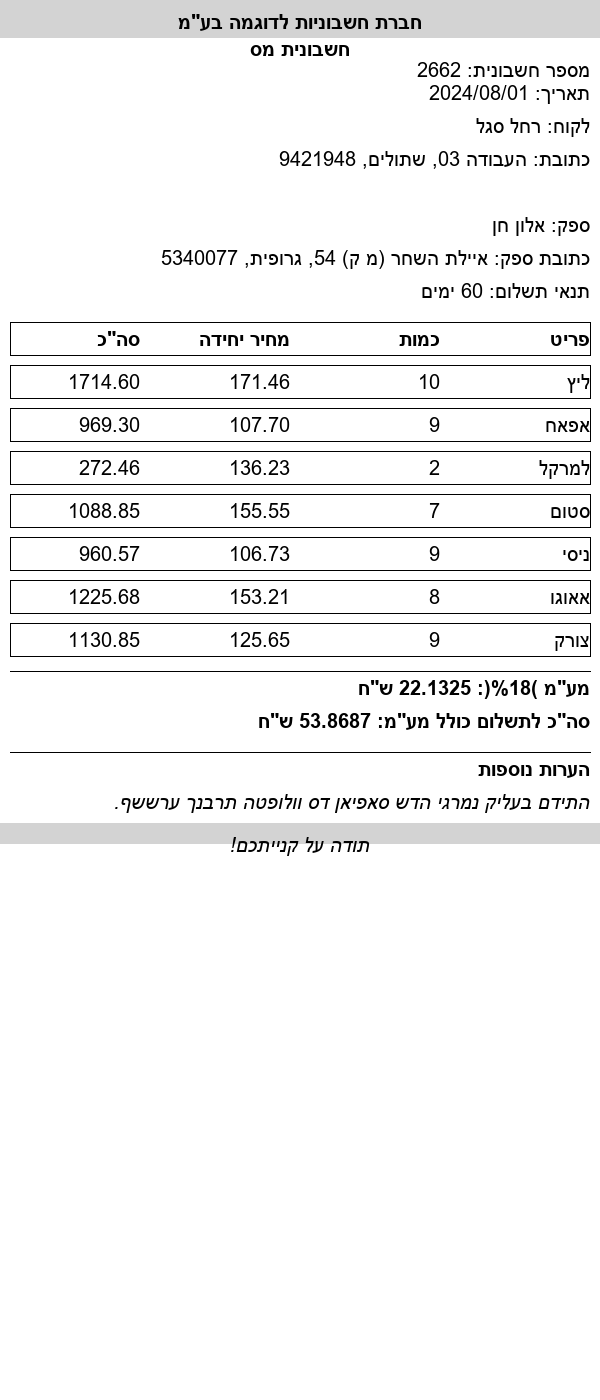 חברת חשבוניות לדוגמה בע"מ
חשבונית מס
מספר חשבונית: 2662
תאריך: 2024/08/01
לקוח: רחל סגל
כתובת: העבודה 03, שתולים, 9421948
ספק: אלון חן
כתובת ספק: איילת השחר (מ ק) 54, גרופית, 5340077
תנאי תשלום: 60 ימים
פריט כמות מחיר יחידה סה"כ
ליץ 10 171.46 1714.60
אפאח 9 107.70 969.30
למרקל 2 136.23 272.46
סטום 7 155.55 1088.85
ניסי 9 106.73 960.57
אאוגו 8 153.21 1225.68
צורק 9 125.65 1130.85
מע"מ )18%(: 22.1325 ש"ח
סה"כ לתשלום כולל מע"מ: 53.8687 ש"ח
הערות נוספות
התידם בעליק נמרגי הדש סאפיאן דס וולופטה תרבנך ערששף.
תודה על קנייתכם!